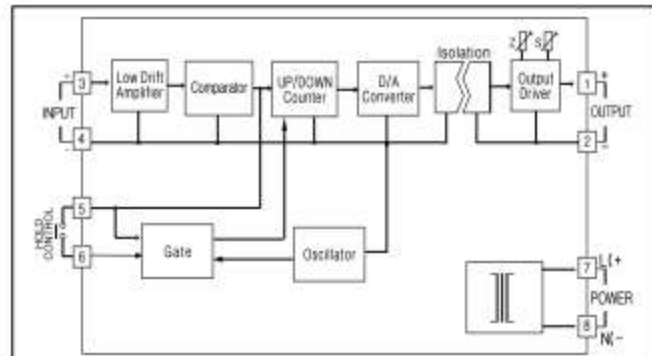 Isolation
Z S
Low Drift
Amplifier
Comparator
UP/DOWN
Counter
D/A
Converter
Output
Driver
- 3
INPUT
4
1 +
OUTPUT
2 -
5
HOLD
CONTROL
6
Gate
Oscillator
7 L(+
POWER
8 N(-